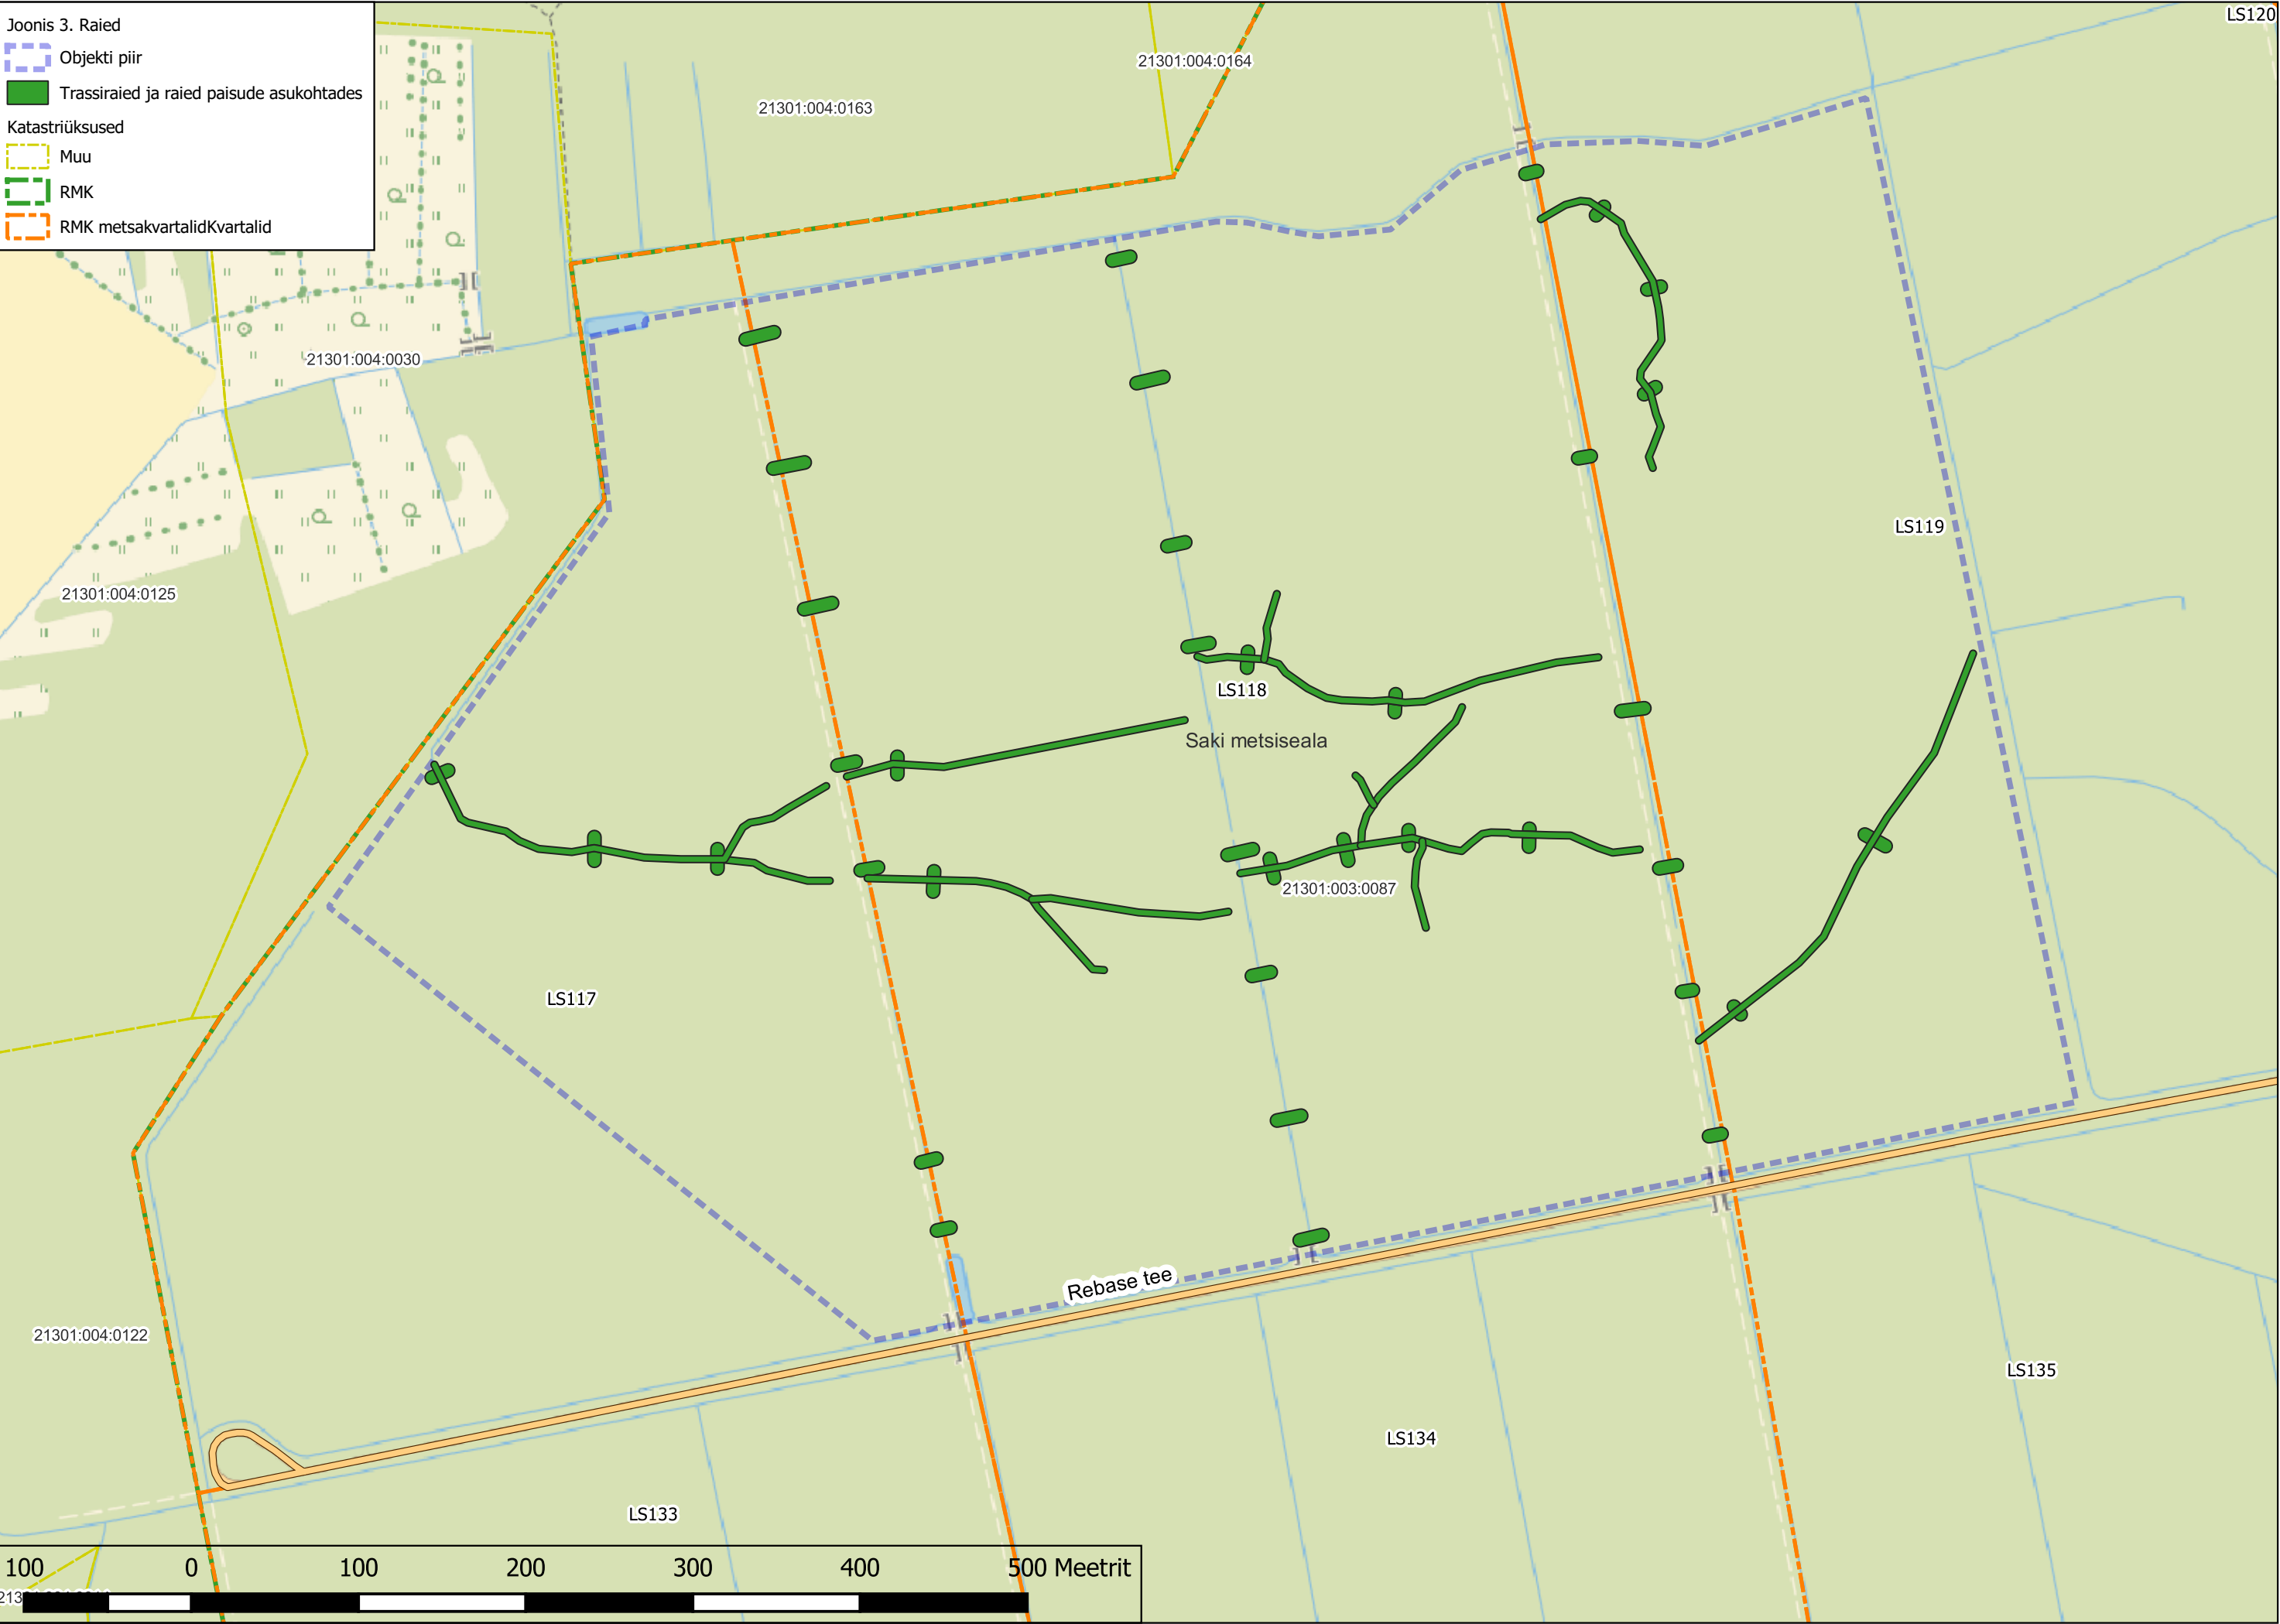 Joonis 3. Raied
Objekti piir
Trassiraied ja raied paisude asukohtades
Katastriüksused
Muu
RMK
RMK metsakvartalidKvartalid
LS120
21301:004:0164
21301:004:0163
21301:004:0030
LS119
21301:004:0125
LS118
Saki metsiseala
21301:003:0087
LS117
Rebase tee
21301:004:0122
LS135
LS134
LS133
100 0 100 200 300 400 500 Meetrit